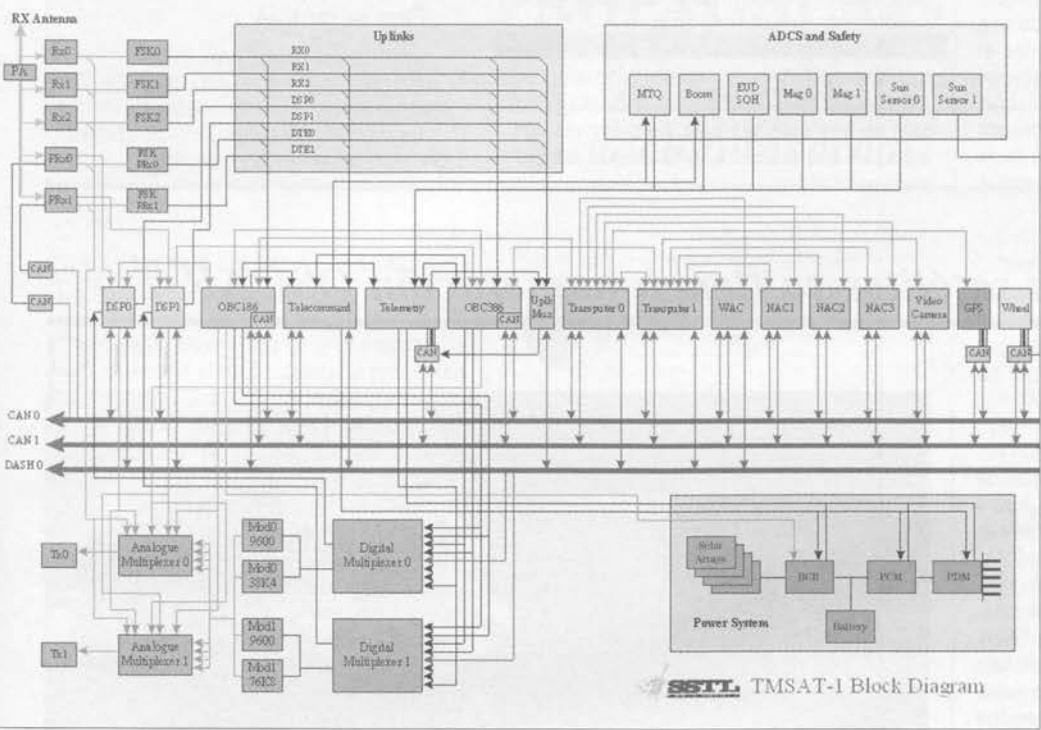 RX Antenna
PA
Rx0
Rx1
Rx2
PRx0
PRx1
FSK0
FSK1
FSK2
FSK
PRx0
FSK
PRx1
Uplinks
RX0
RX1
RX2
DSP0
DSP1
DTE0
DTE1
ADCS and Safety
MTQ
Boom
SOH
Mag 0
Mag 1
Sun
Sensor 0
Sun
Sensor 1
CAN
CAN
DSP0
DSP1
OBC186
CAN
Telecommand
Telemetry
CAN
OBC386
CAN
Uplk
Mux
Transputer 0
Transputer 1
WAC
NAC1
NAC2
NAC3
Video
Camera
GPS
CAN
Wheel
CAN
CAN 0
CAN 1
DASH 0
Tx0
Analogue
Multiplexer 0
Mod0
9600
Mod0
38K4
Digital
Multiplexer 0
Tx1
Analogue
Multiplexer 1
Mod1
9600
Mod1
76K8
Digital
Multiplexer 1
Solar
Arrays
BCR
PCM
PDM
Battery
Power System
SSTL TMSAT-1 Block Diagram